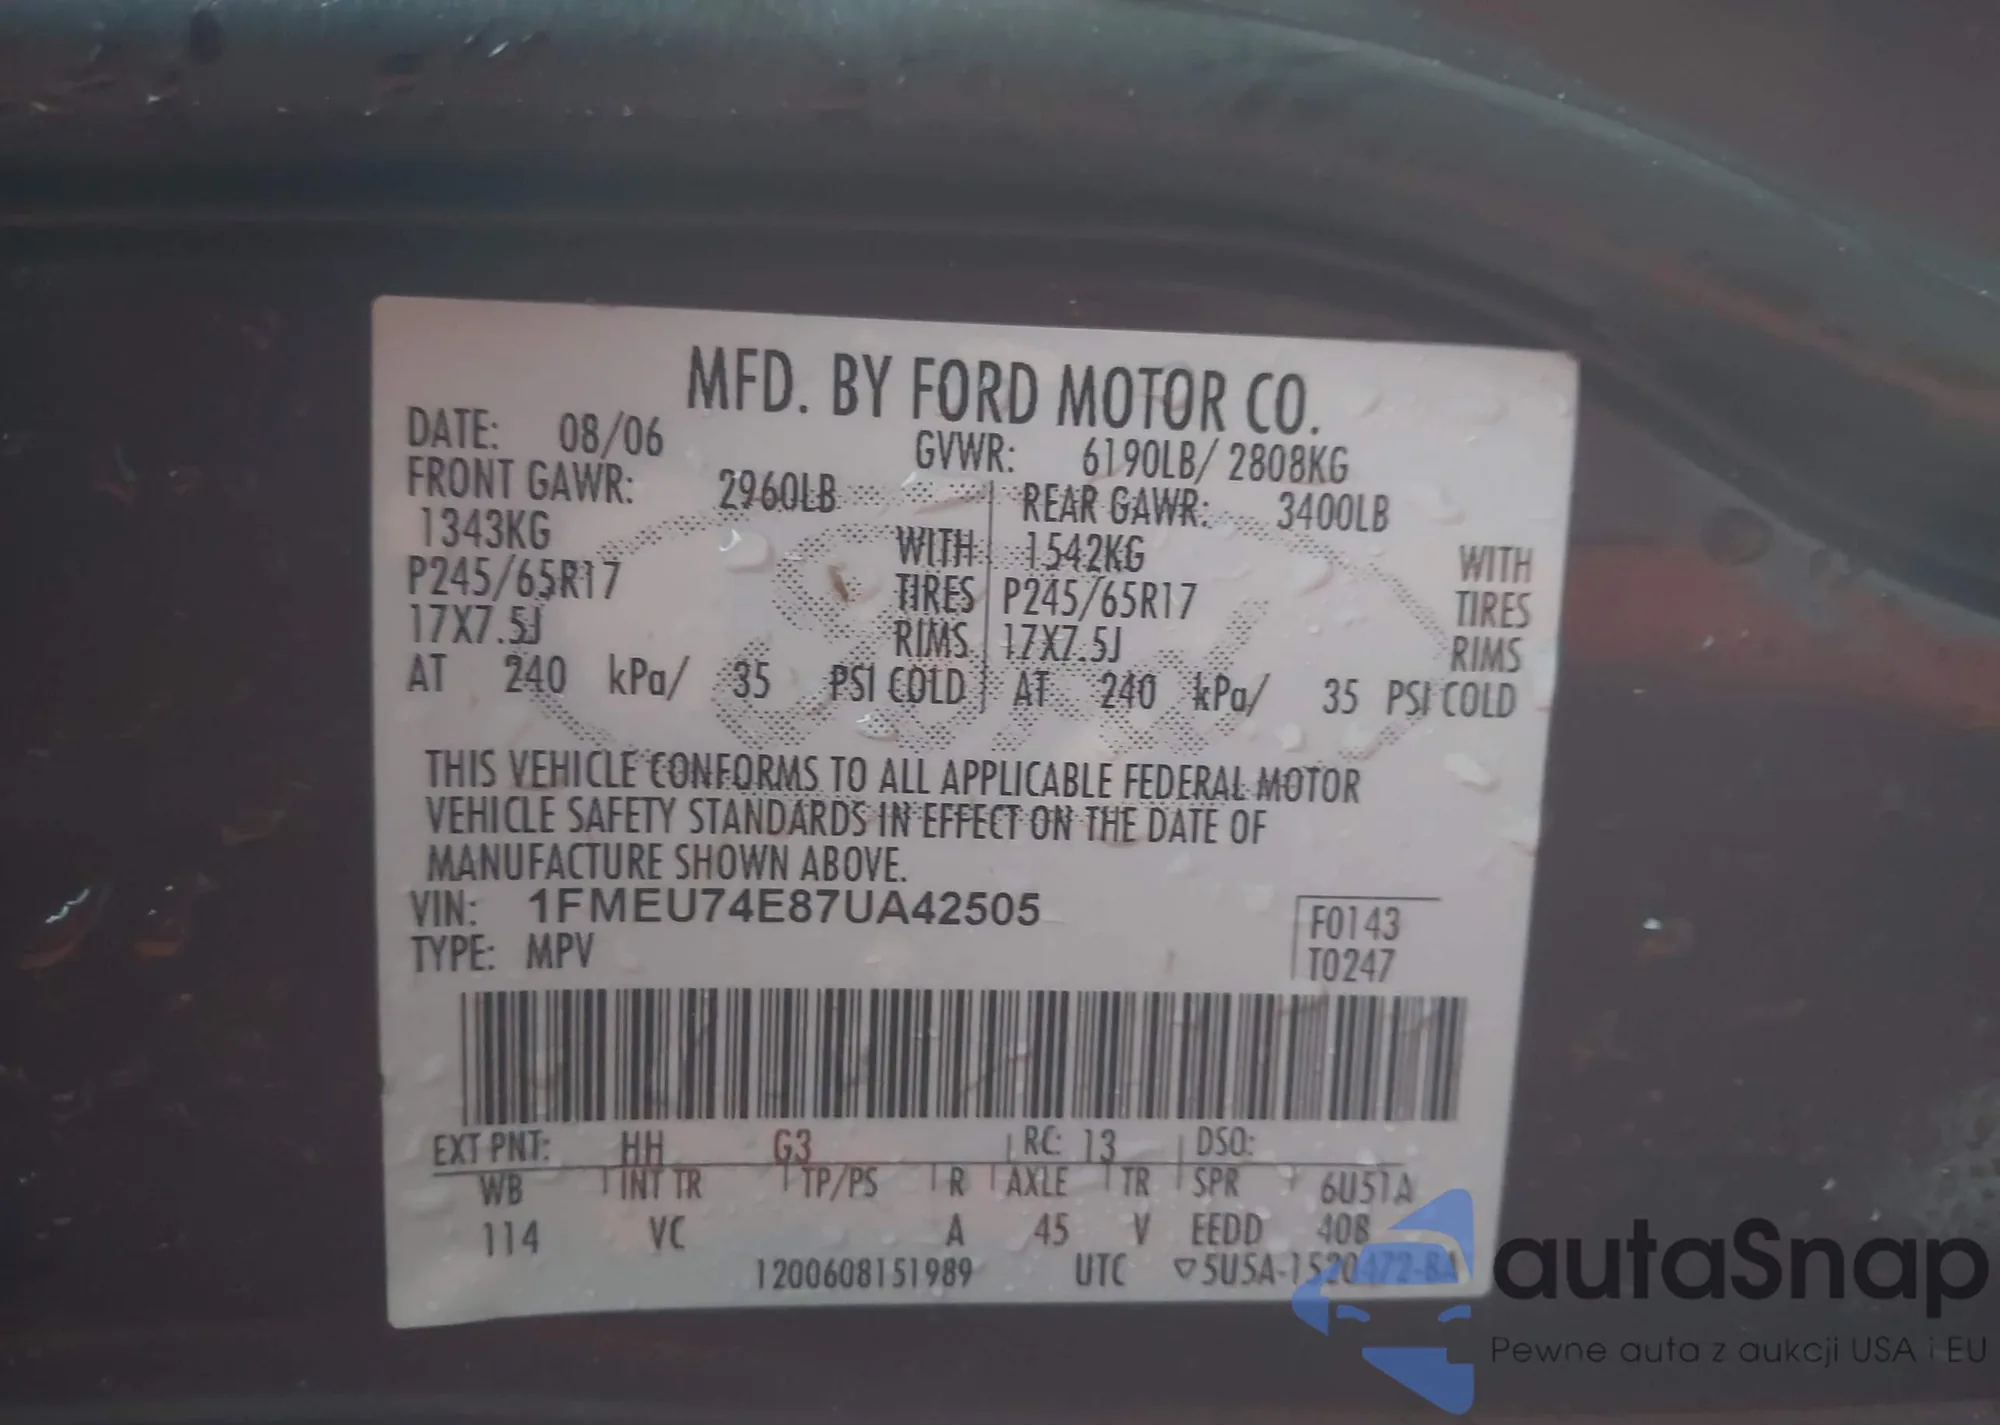 MFD. BY FORD MOTOR CO.
DATE: 08/06 GVWR: 6190LB/ 2808KG
FRONT GAWR: 2960LB REAR GAWR: 3400LB
1343KG WITH 1542KG WITH
P245/65R17 TIRES P245/65R17 TIRES
17X7.5J RIMS 17X7.5J RIMS
AT 240 kPa/ 35 PSI COLD AT 240 kPa/ 35 PSI COLD
THIS VEHICLE CONFORMS TO ALL APPLICABLE FEDERAL MOTOR
VEHICLE SAFETY STANDARDS IN EFFECT ON THE DATE OF
MANUFACTURE SHOWN ABOVE.
VIN: 1FMEU74E87UA42505 F0143
TYPE: MPV T0247
EXT PNT: HH G3 RC: 13 DSO:
WB INT TR TP/PS R AXLE TR SPR 6U51A
114 VC A 45 V EEDD 40B
1200608151989 UTC ▽5U5A-1520472-BA
autaSnap
Pewne auta z aukcji USA i EU